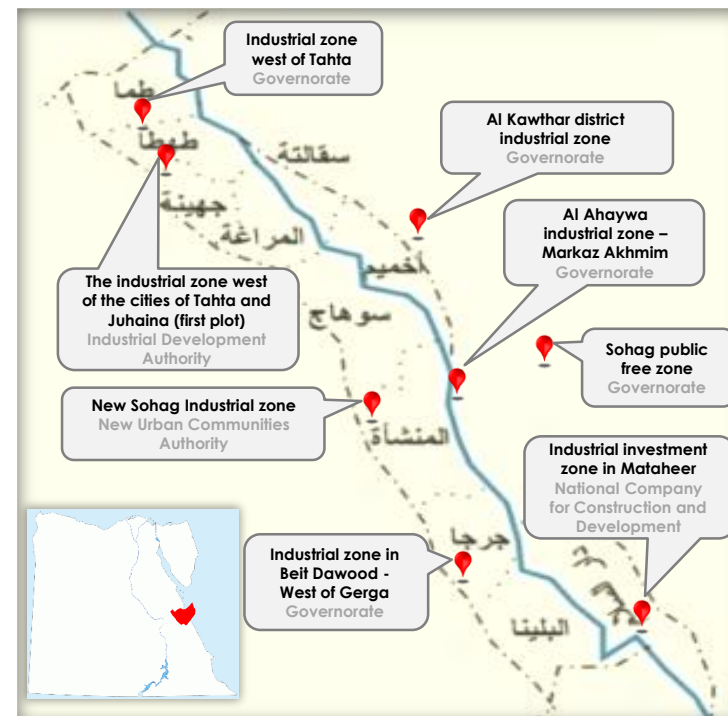 Industrial zone
west of Tahta
Governorate
طما
طهطا
Al Kawthar district
industrial zone
Governorate
سقالتة
جهينة
المراغة
Al Ahaywa
industrial zone –
Markaz Akhmim
Governorate
أخميم
The industrial zone west
of the cities of Tahta and
Juhaina (first plot)
Industrial Development
Authority
سوهاج
Sohag public
free zone
Governorate
New Sohag Industrial zone
New Urban Communities
Authority
المنشأة
Industrial investment
zone in Mataheer
National Company
for Construction and
Development
جرجا
Industrial zone in
Beit Dawood -
West of Gerga
Governorate
البلينا